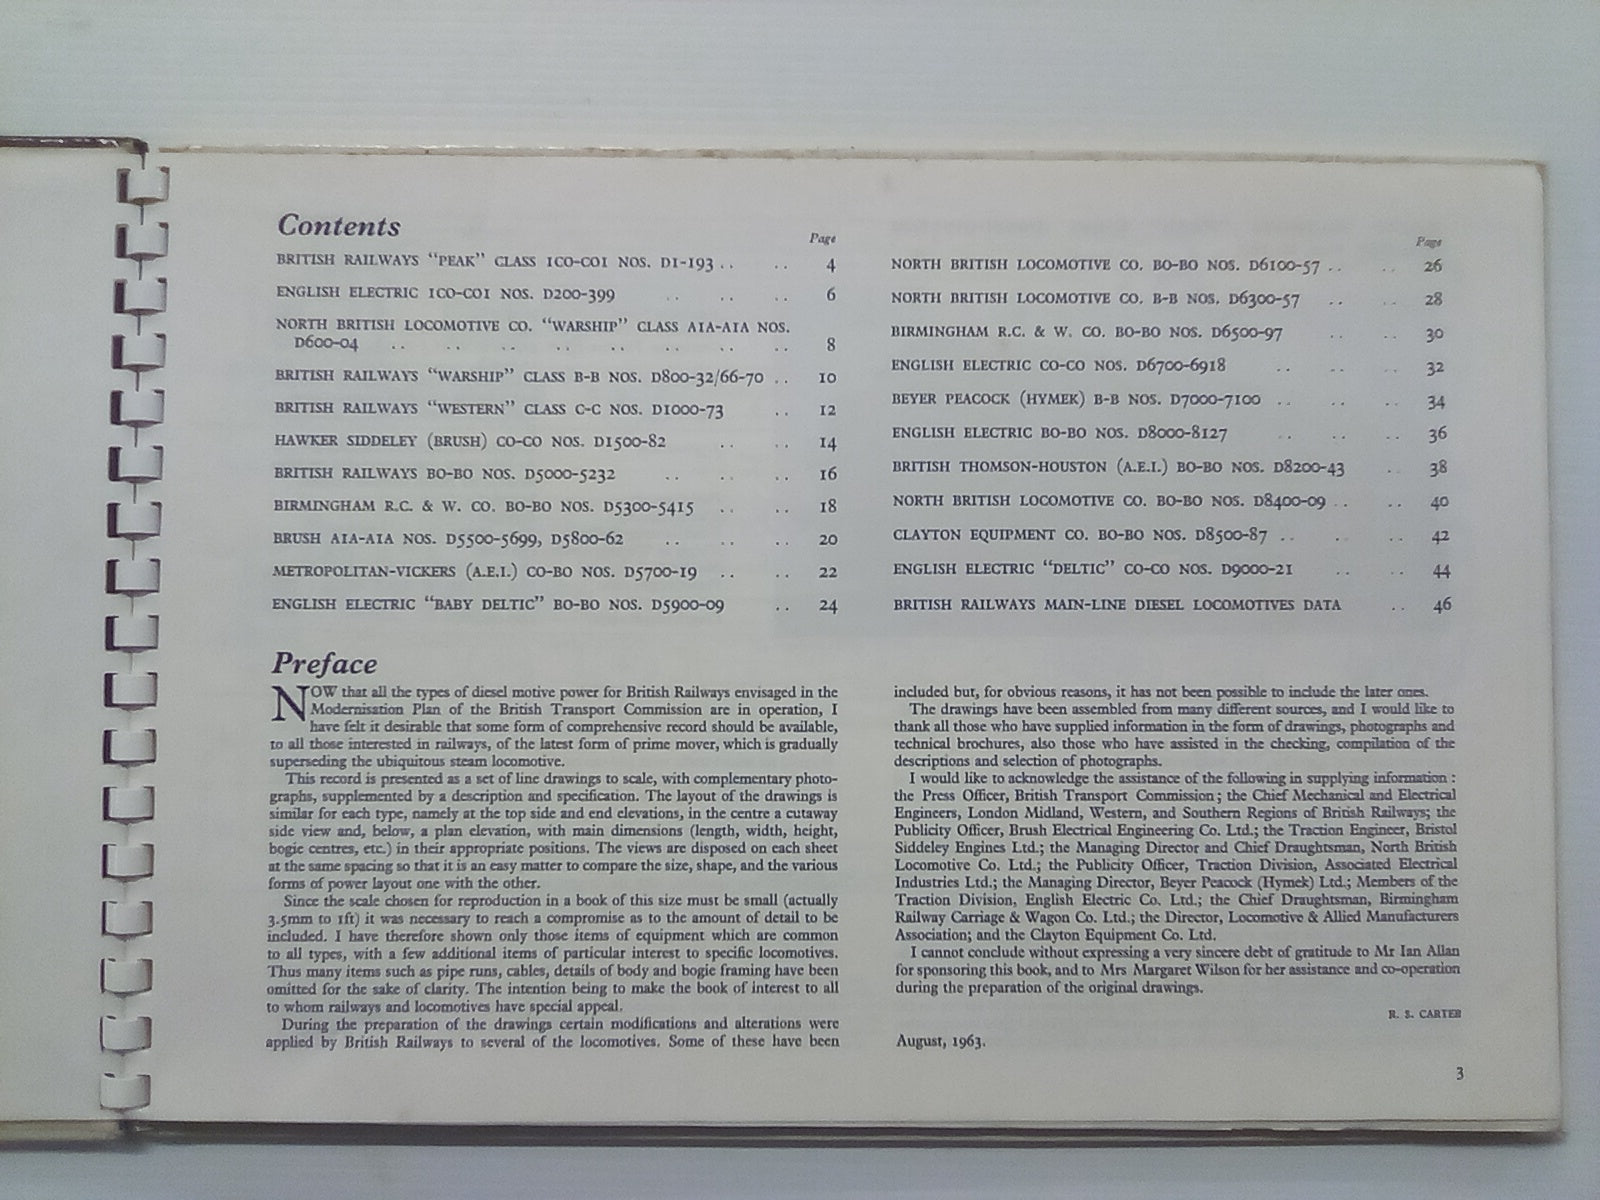 Contents
Page
BRITISH RAILWAYS "PEAK" CLASS 1CO-CO1 NOS. D1-193 .. .. 4
ENGLISH ELECTRIC 1CO-CO1 NOS. D200-399 .. .. .. 6
NORTH BRITISH LOCOMOTIVE CO. "WARSHIP" CLASS A1A-A1A NOS.
D600-04 .. .. .. .. .. .. .. .. 8
BRITISH RAILWAYS "WARSHIP" CLASS B-B NOS. D800-32/66-70 .. 10
BRITISH RAILWAYS "WESTERN" CLASS C-C NOS. D1000-73 .. 12
HAWKER SIDDELEY (BRUSH) CO-CO NOS. D1500-82 .. .. 14
BRITISH RAILWAYS BO-BO NOS. D5000-5232 .. .. .. 16
BIRMINGHAM R.C. & W. CO. BO-BO NOS. D5300-5415 .. .. 18
BRUSH A1A-A1A NOS. D5500-5699, D5800-62 .. .. .. 20
METROPOLITAN-VICKERS (A.E.I.) CO-BO NOS. D5700-19 .. .. 22
ENGLISH ELECTRIC "BABY DELTIC" BO-BO NOS. D5900-09 .. 24
Page
NORTH BRITISH LOCOMOTIVE CO. BO-BO NOS. D6100-57 .. .. 26
NORTH BRITISH LOCOMOTIVE CO. B-B NOS. D6300-57 .. .. 28
BIRMINGHAM R.C. & W. CO. BO-BO NOS. D6500-97 .. .. 30
ENGLISH ELECTRIC CO-CO NOS. D6700-6918 .. .. .. 32
BEYER PEACOCK (HYMEK) B-B NOS. D7000-7100 .. .. .. 34
ENGLISH ELECTRIC BO-BO NOS. D8000-8127 .. .. .. 36
BRITISH THOMSON-HOUSTON (A.E.I.) BO-BO NOS. D8200-43 .. 38
NORTH BRITISH LOCOMOTIVE CO. BO-BO NOS. D8400-09 .. .. 40
CLAYTON EQUIPMENT CO. BO-BO NOS. D8500-87 .. .. .. 42
ENGLISH ELECTRIC "DELTIC" CO-CO NOS. D9000-21 .. .. 44
BRITISH RAILWAYS MAIN-LINE DIESEL LOCOMOTIVES DATA .. 46
Preface
NOW that all the types of diesel motive power for British Railways envisaged in the
Modernisation Plan of the British Transport Commission are in operation, I
have felt it desirable that some form of comprehensive record should be available,
to all those interested in railways, of the latest form of prime mover, which is gradually
superseding the ubiquitous steam locomotive.
This record is presented as a set of line drawings to scale, with complementary photo-
graphs, supplemented by a description and specification. The layout of the drawings is
similar for each type, namely at the top side and end elevations, in the centre a cutaway
side view and, below, a plan elevation, with main dimensions (length, width, height,
bogie centres, etc.) in their appropriate positions. The views are disposed on each sheet
at the same spacing so that it is an easy matter to compare the size, shape, and the various
forms of power layout one with the other.
Since the scale chosen for reproduction in a book of this size must be small (actually
3.5mm to 1ft) it was necessary to reach a compromise as to the amount of detail to be
included. I have therefore shown only those items of equipment which are common
to all types, with a few additional items of particular interest to specific locomotives.
Thus many items such as pipe runs, cables, details of body and bogie framing have been
omitted for the sake of clarity. The intention being to make the book of interest to all
to whom railways and locomotives have special appeal.
During the preparation of the drawings certain modifications and alterations were
applied by British Railways to several of the locomotives. Some of these have been
included but, for obvious reasons, it has not been possible to include the later ones.
The drawings have been assembled from many different sources, and I would like to
thank all those who have supplied information in the form of drawings, photographs and
technical brochures, also those who have assisted in the checking, compilation of the
descriptions and selection of photographs.
I would like to acknowledge the assistance of the following in supplying information :
the Press Officer, British Transport Commission; the Chief Mechanical and Electrical
Engineers, London Midland, Western, and Southern Regions of British Railways; the
Publicity Officer, Brush Electrical Engineering Co. Ltd.; the Traction Engineer, Bristol
Siddeley Engines Ltd.; the Managing Director and Chief Draughtsman, North British
Locomotive Co. Ltd.; the Publicity Officer, Traction Division, Associated Electrical
Industries Ltd.; the Managing Director, Beyer Peacock (Hymek) Ltd.; Members of the
Traction Division, English Electric Co. Ltd.; the Chief Draughtsman, Birmingham
Railway Carriage & Wagon Co. Ltd.; the Director, Locomotive & Allied Manufacturers
Association; and the Clayton Equipment Co. Ltd.
I cannot conclude without expressing a very sincere debt of gratitude to Mr Ian Allan
for sponsoring this book, and to Mrs Margaret Wilson for her assistance and co-operation
during the preparation of the original drawings.
R. S. CARTER
August, 1963.
3